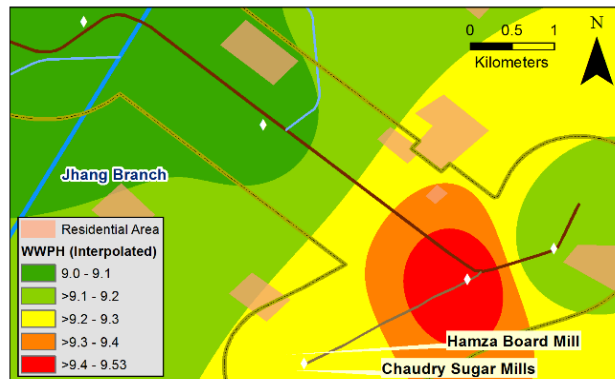 0 0.5 1
Kilometers
N
Jhang Branch
Residential Area
WWPH (Interpolated)
9.0 - 9.1
>9.1 - 9.2
>9.2 - 9.3
>9.3 - 9.4
>9.4 - 9.53
Hamza Board Mill
Chaudry Sugar Mills